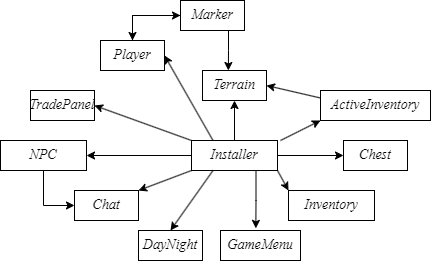 Marker
Player
Terrain
TradePanel
ActiveInventory
NPC
Installer
Chest
Chat
Inventory
DayNight
GameMenu